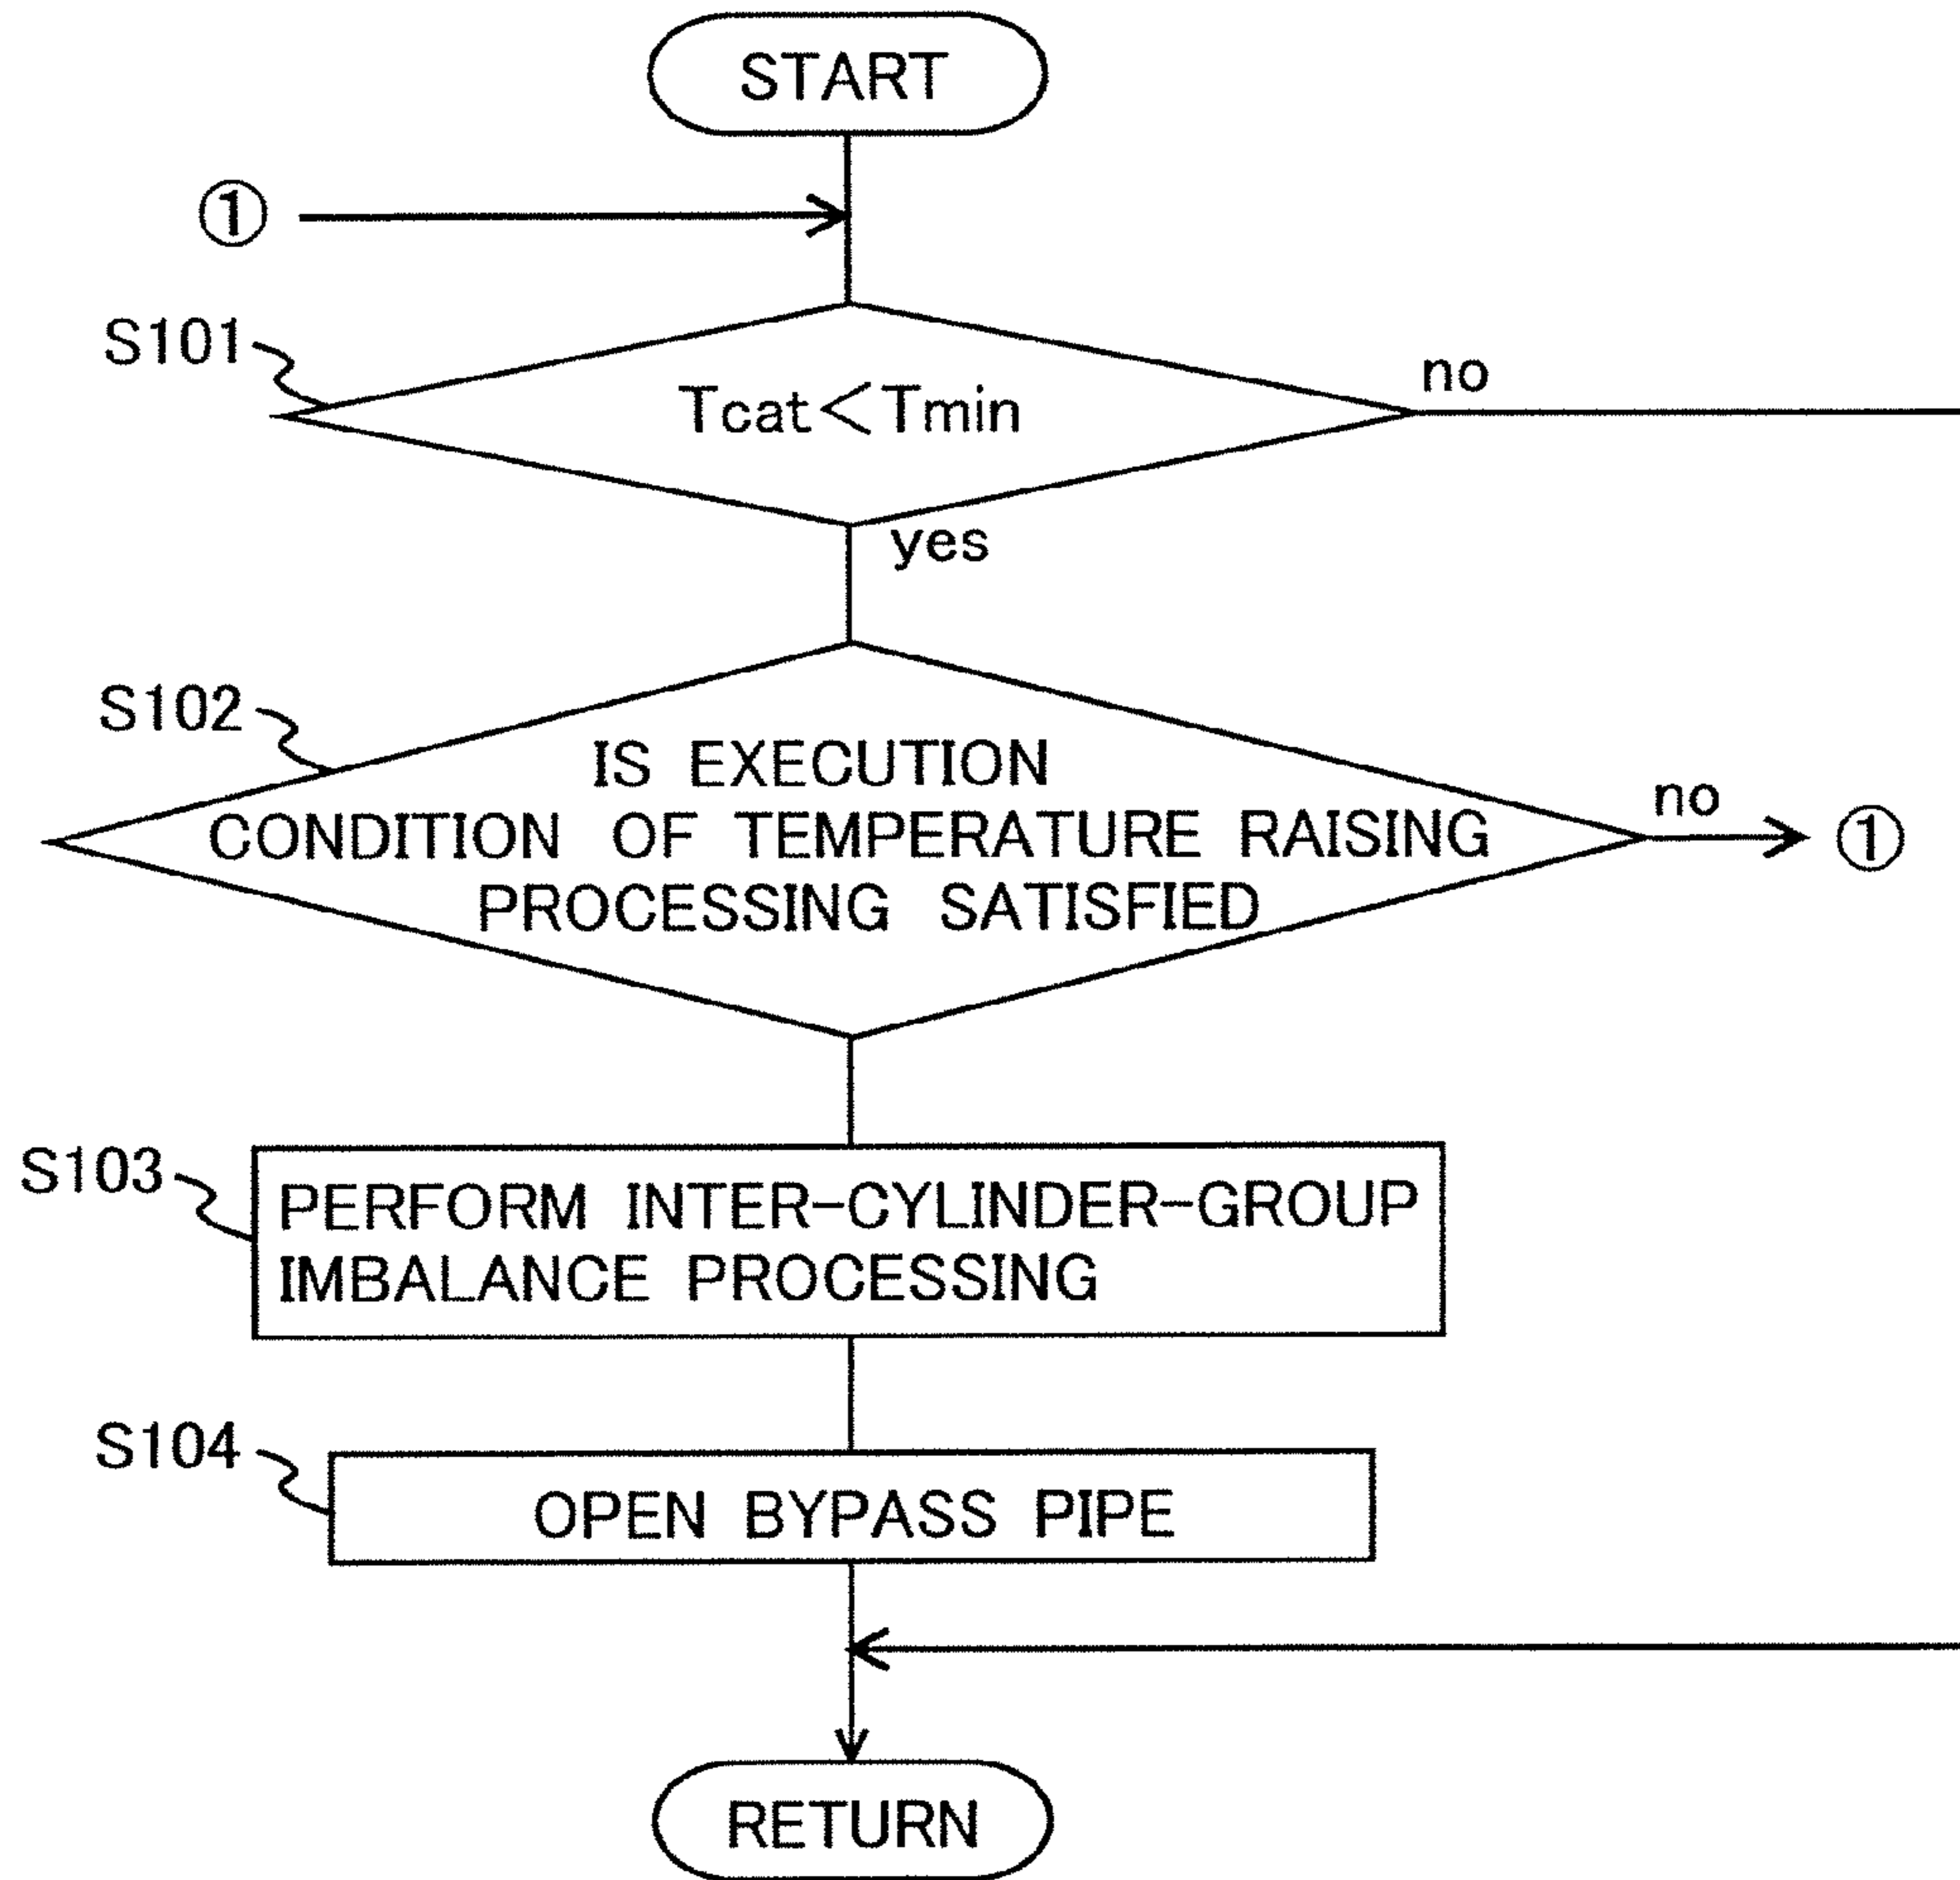 START
①
S101
Tcat<Tmin
no
yes
S102
IS EXECUTION
CONDITION OF TEMPERATURE RAISING
PROCESSING SATISFIED
no
①
S103
PERFORM INTER-CYLINDER-GROUP
IMBALANCE PROCESSING
S104
OPEN BYPASS PIPE
RETURN